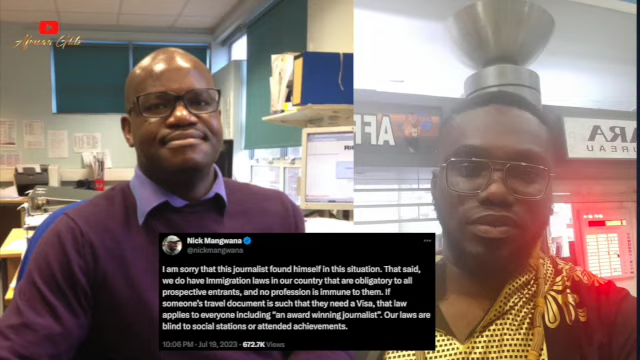 African Gild
AF
ARA
BUREAU
Nick Mangwana
@nickmangwana
I am sorry that this journalist found himself in this situation. That said,
we do have Immigration laws in our country that are obligatory to all
prospective entrants, and no profession is immune to them. If
someone's travel document is such that they need a Visa, that law
applies to everyone including “an award winning journalist”. Our laws are
blind to social stations or attended achievements.
10:06 PM · Jul 19, 2023 · 672.7K Views